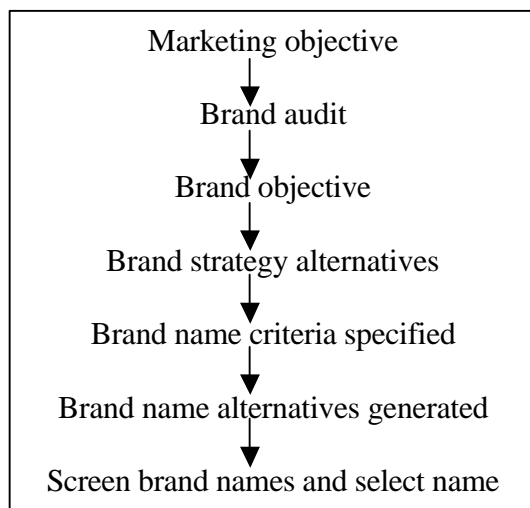 Marketing objective
Brand audit
Brand objective
Brand strategy alternatives
Brand name criteria specified
Brand name alternatives generated
Screen brand names and select name